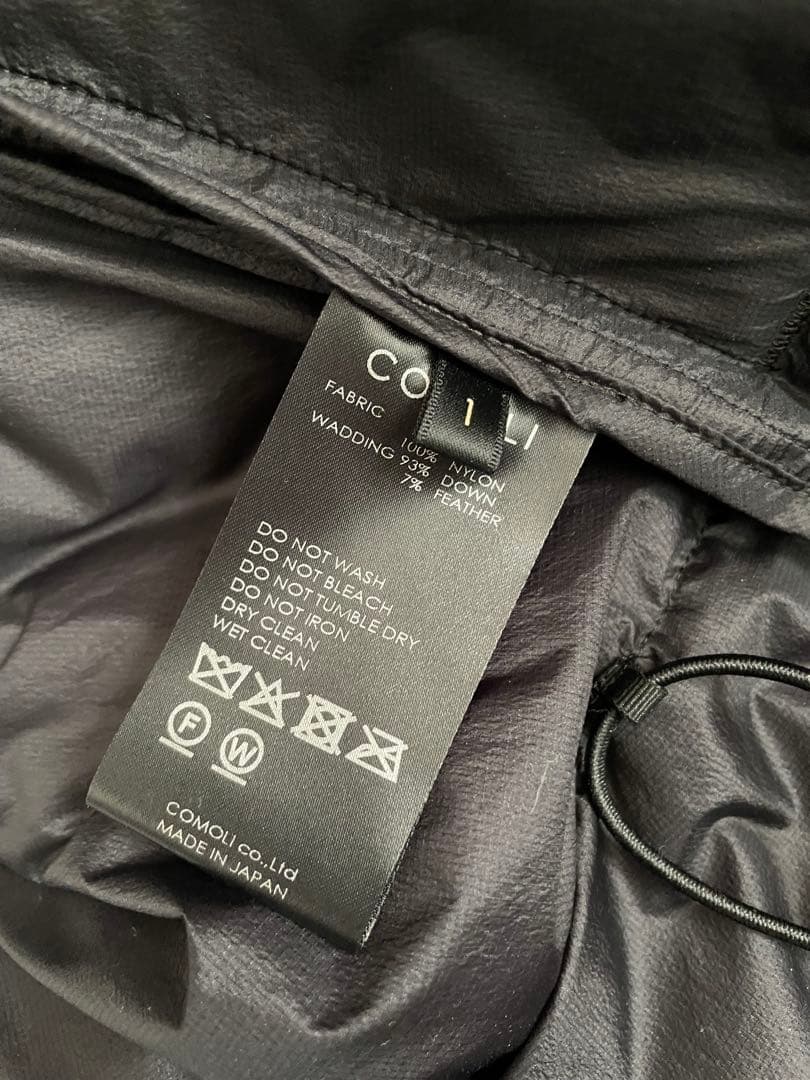 CO LI
1
FABRIC
100% NYLON
WADDING 93% DOWN
7% FEATHER
DO NOT WASH
DO NOT BLEACH
DO NOT TUMBLE DRY
DO NOT IRON
DRY CLEAN
WET CLEAN
F W
COMOLI co.,Ltd
MADE IN JAPAN